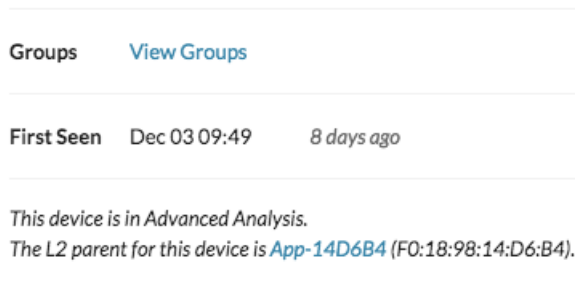 Groups View Groups
First Seen Dec 03 09:49 8 days ago
This device is in Advanced Analysis.
The L2 parent for this device is App-14D6B4 (F0:18:98:14:D6:B4).